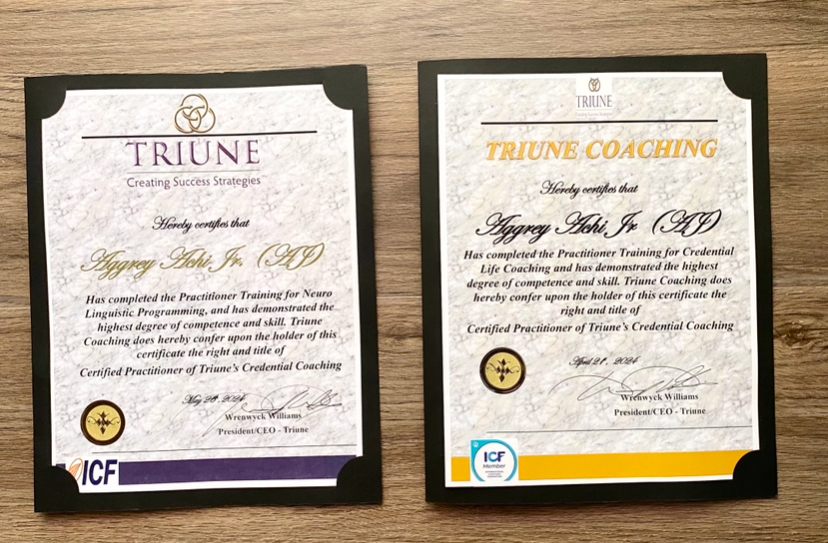 TRIUNE
Creating Success Strategies
Hereby certifies that
Aggrey Achi Jr. (AJ)
Has completed the Practitioner Training for Neuro
Linguistic Programming, and has demonstrated the
highest degree of competence and skill. Triune
Coaching does hereby confer upon the holder of this
certificate the right and title of
Certified Practitioner of Triune's Credential Coaching
Wrenwyck Williams
President/CEO - Triune
ICF
TRIUNE
TRIUNE COACHING
Hereby certifies that
Aggrey Achi Jr (AJ)
Has completed the Practitioner Training for Credential
Life Coaching and has demonstrated the highest
degree of competence and skill. Triune Coaching does
hereby confer upon the holder of this certificate the
right and title of
Certified Practitioner of Triune's Credential Coaching
Wrenwyck Williams
President/CEO - Triune
ICF
Member